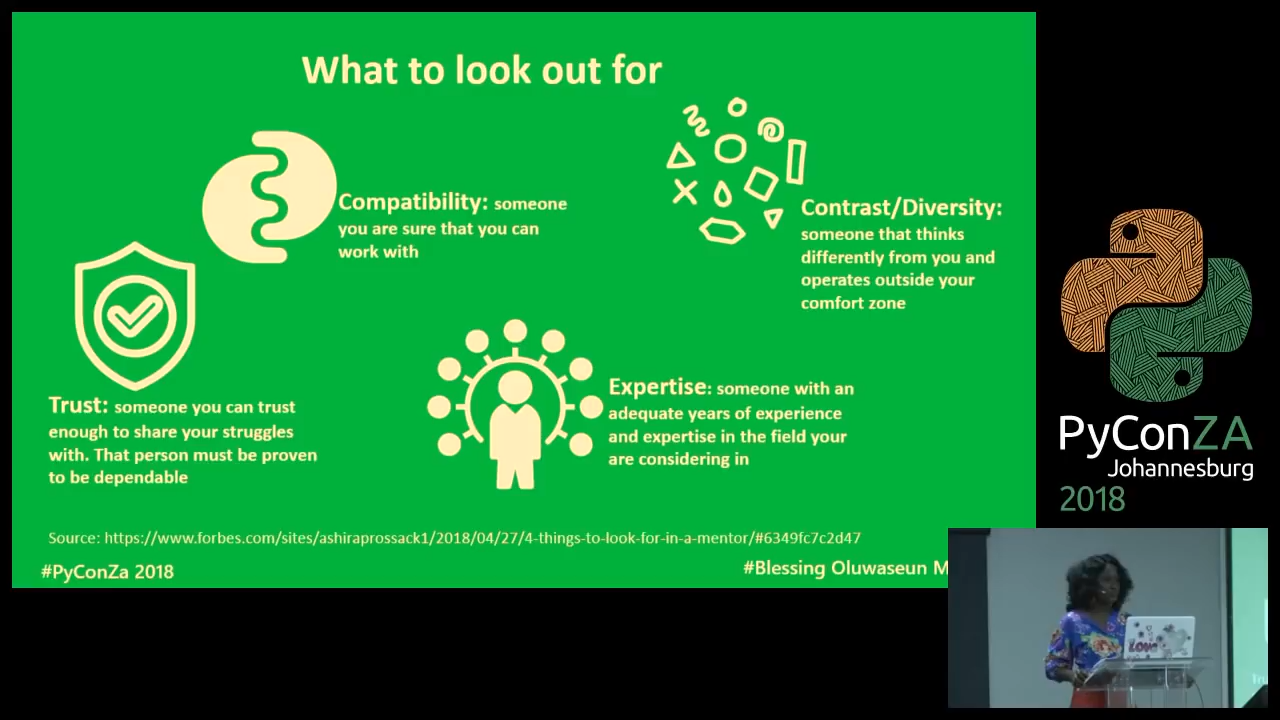 What to look out for
Compatibility: someone
you are sure that you can
work with
Contrast/Diversity:
someone that thinks
differently from you and
operates outside your
comfort zone
Trust: someone you can trust
enough to share your struggles
with. That person must be proven
to be dependable
Expertise: someone with an
adequate years of experience
and expertise in the field your
are considering in
Source: https://www.forbes.com/sites/ashiraprossack1/2018/04/27/4-things-to-look-for-in-a-mentor/#6349fc7c2d47
#PyConZa 2018
#Blessing Oluwaseun M
PyConZA
Johannesburg
2018
LOVE